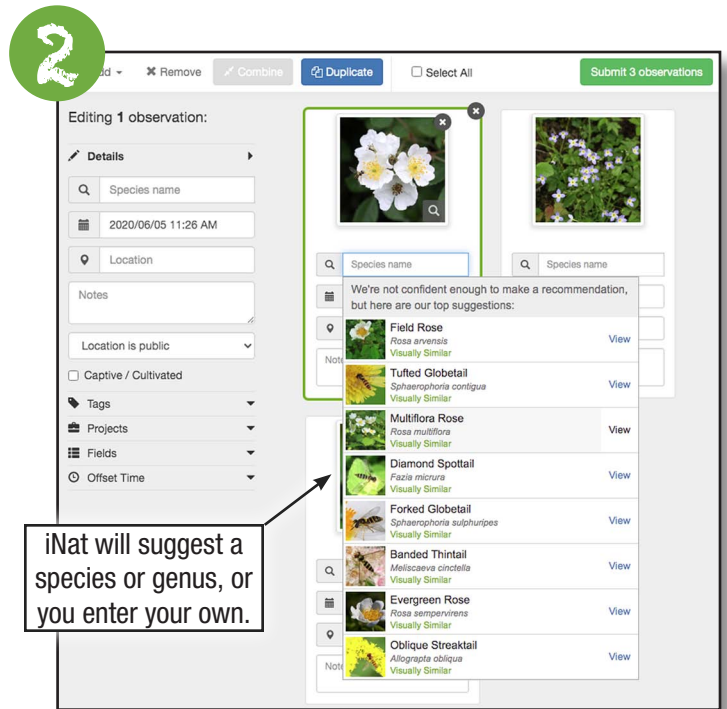 2
dd
Remove
Combine
Duplicate
Select All
Submit 3 observations
Editing 1 observation:
Details
Species name
2020/06/05 11:26 AM
Location
Notes
Location is public
Captive / Cultivated
Tags
Projects
Fields
Offset Time
Species name
Species name
We're not confident enough to make a recommendation,
but here are our top suggestions:
Field Rose
Rosa arvensis
Visually Similar
View
Tufted Globetail
Sphaerophoria contigua
Visually Similar
View
Multiflora Rose
Rosa multiflora
Visually Similar
View
Diamond Spottail
Fazia micrura
Visually Similar
View
Forked Globetail
Sphaerophoria sulphuripes
Visually Similar
View
Banded Thintail
Meliscaeva cinctella
Visually Similar
View
Evergreen Rose
Rosa sempervirens
Visually Similar
View
Oblique Streaktail
Allograpta obliqua
Visually Similar
View
Note
Note
iNat will suggest a
species or genus, or
you enter your own.